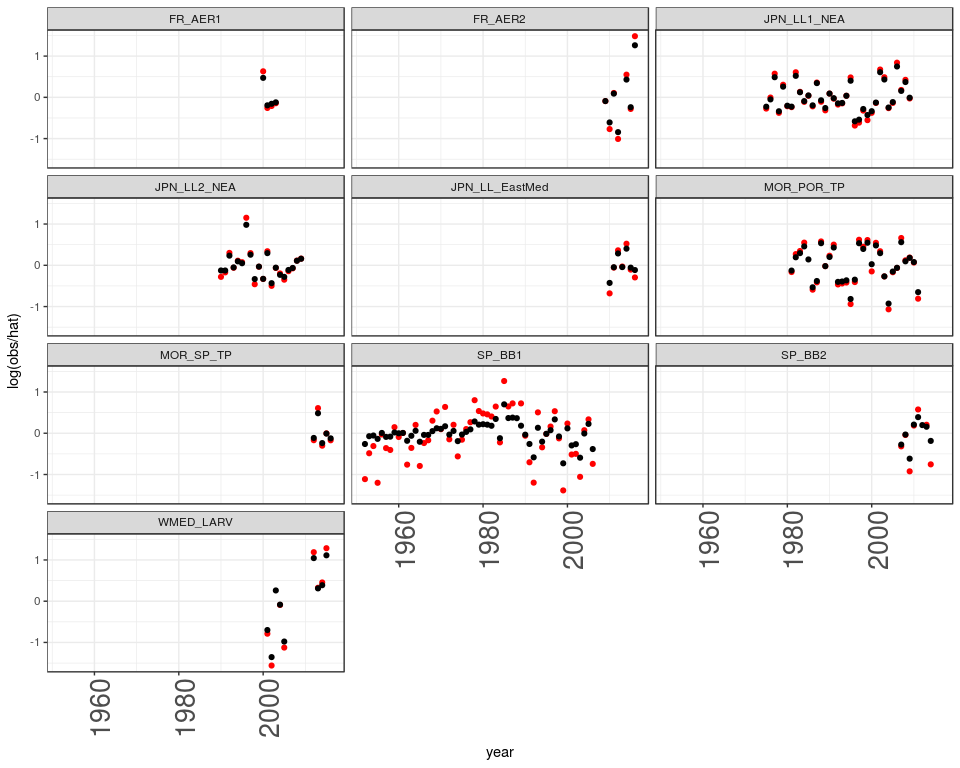 FR_AER1 FR_AER2 JPN_LL1_NEA
1
0
-1
JPN_LL2_NEA JPN_LL_EastMed MOR_POR_TP
1
0
-1
MOR_SP_TP SP_BB1 SP_BB2
1
0
-1
1960 1980 2000 1960 1980 2000
WMED_LARV
1
0
-1
1960 1980 2000
log(obs/hat)
year